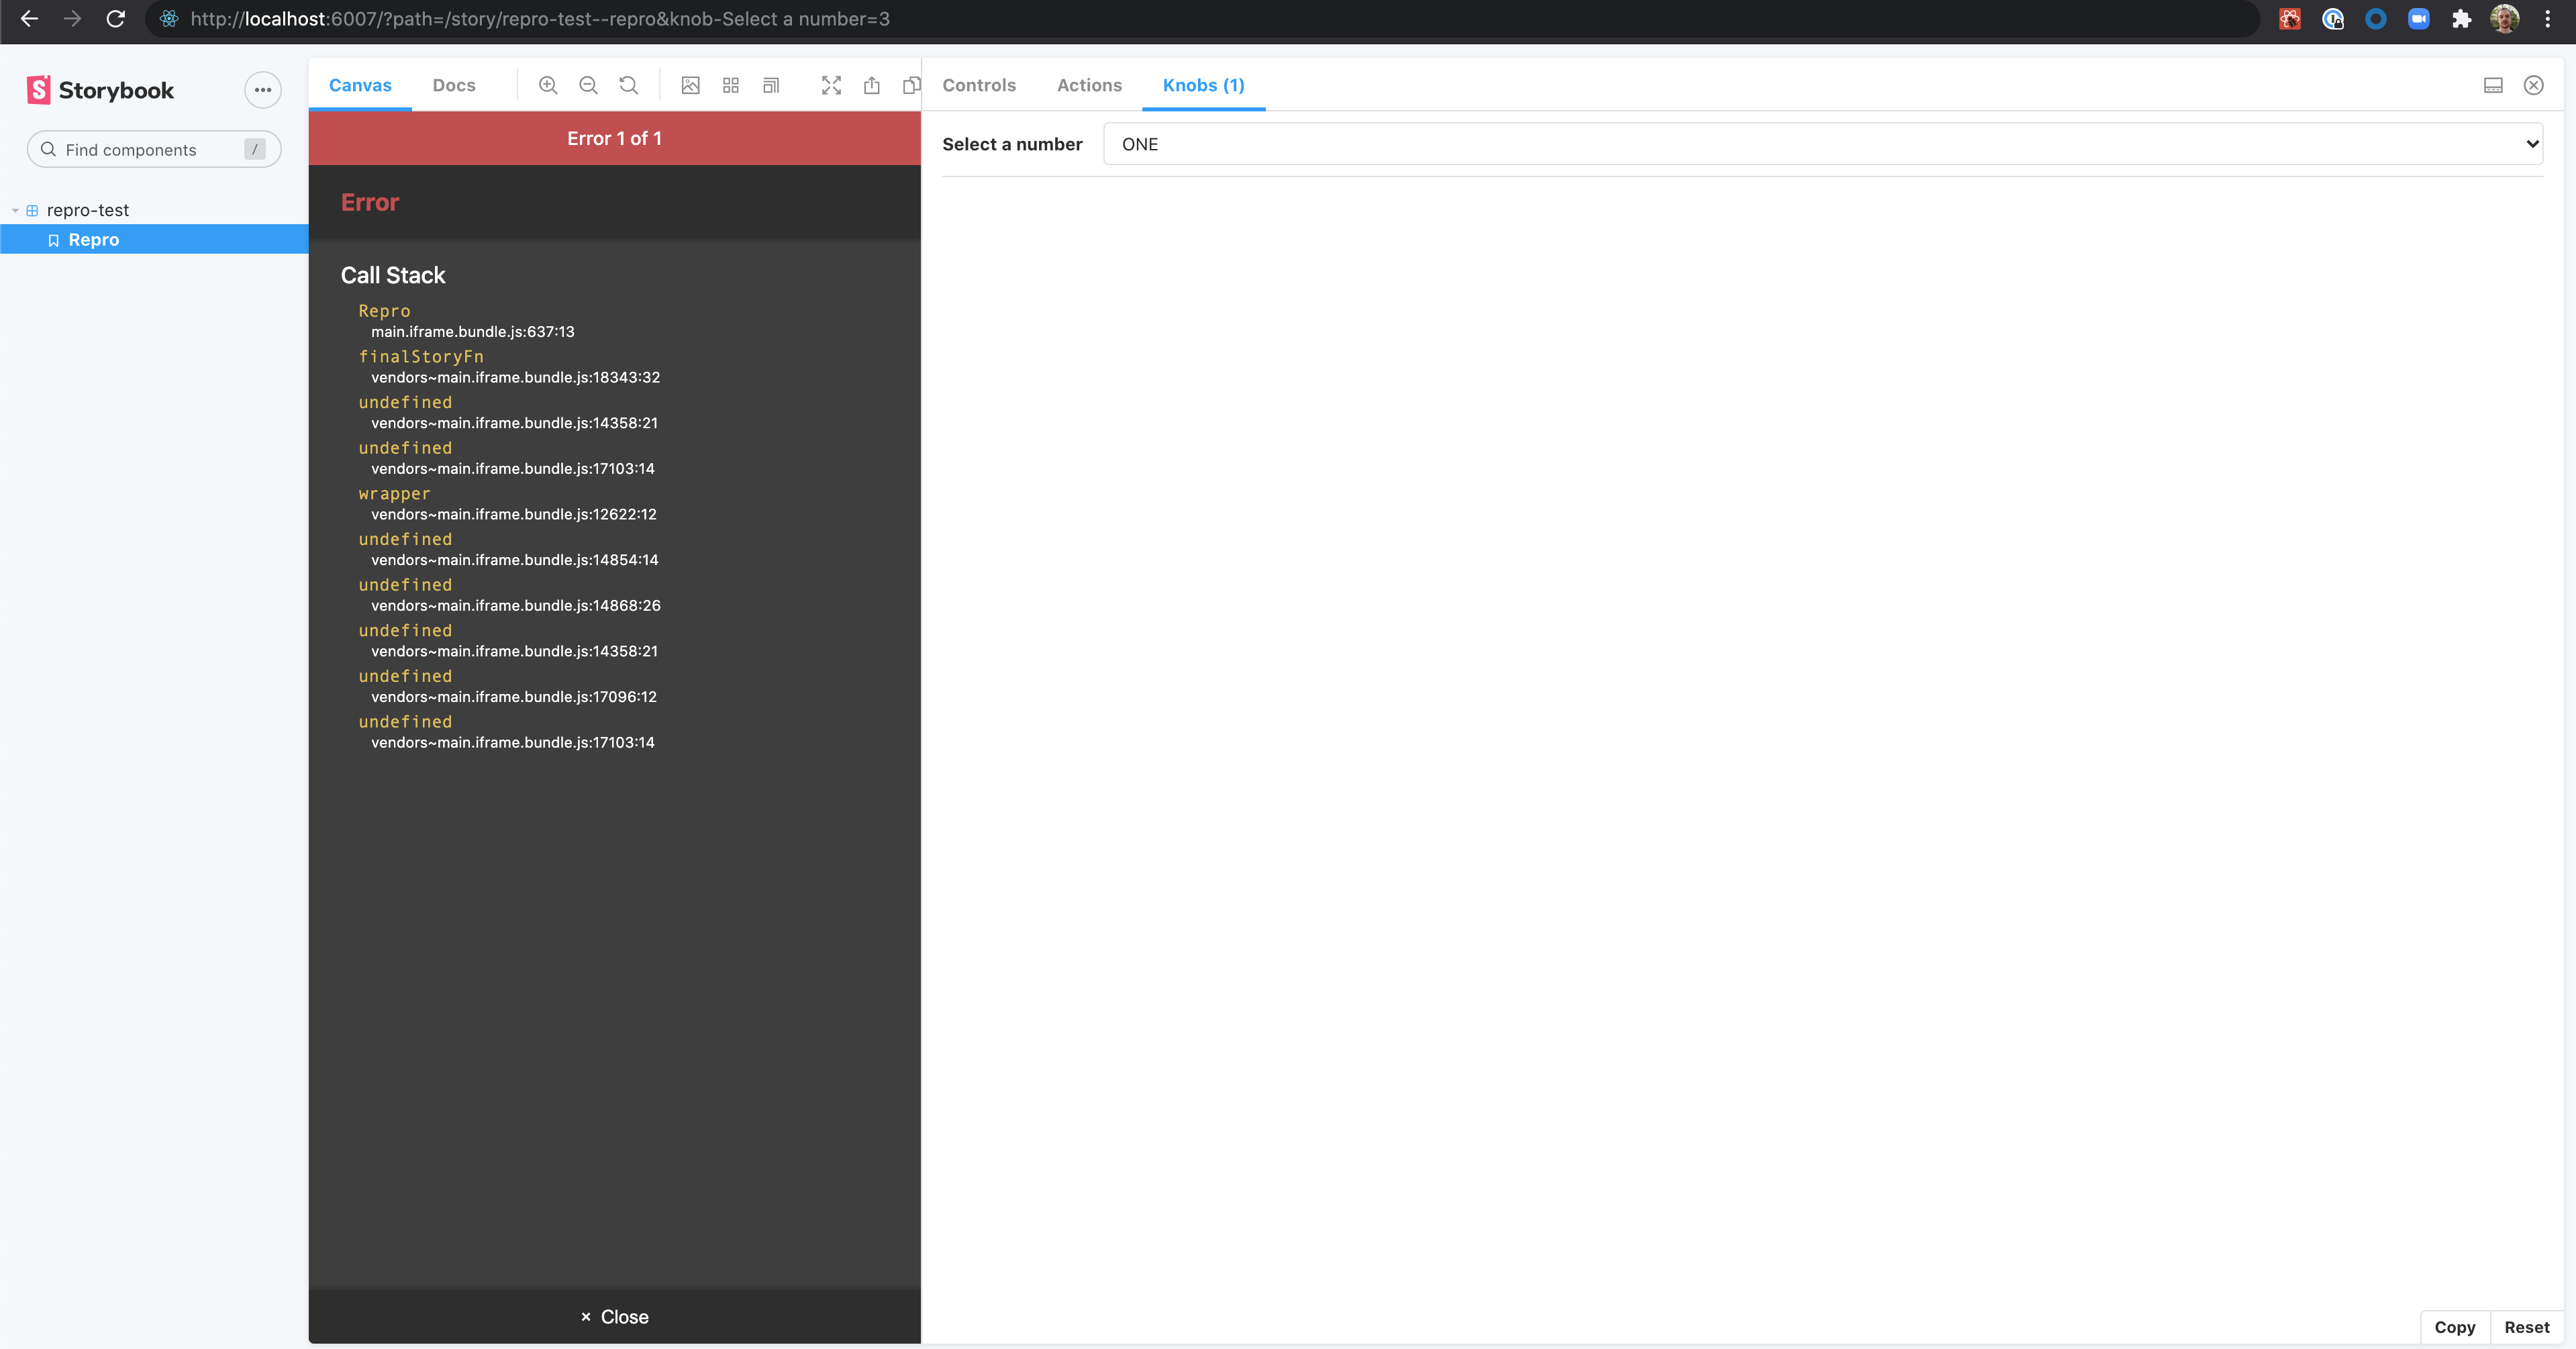 http://localhost:6007/?path=/story/repro-test--repro&knob-Select a number=3
Storybook
Find components
/
repro-test
Repro
Canvas
Docs
Error 1 of 1
Error
Call Stack
Repro
main.iframe.bundle.js:637:13
finalStoryFn
vendors~main.iframe.bundle.js:18343:32
undefined
vendors~main.iframe.bundle.js:14358:21
undefined
vendors~main.iframe.bundle.js:17103:14
wrapper
vendors~main.iframe.bundle.js:12622:12
undefined
vendors~main.iframe.bundle.js:14854:14
undefined
vendors~main.iframe.bundle.js:14868:26
undefined
vendors~main.iframe.bundle.js:14358:21
undefined
vendors~main.iframe.bundle.js:17096:12
undefined
vendors~main.iframe.bundle.js:17103:14
× Close
Controls
Actions
Knobs (1)
Select a number
ONE
Copy
Reset